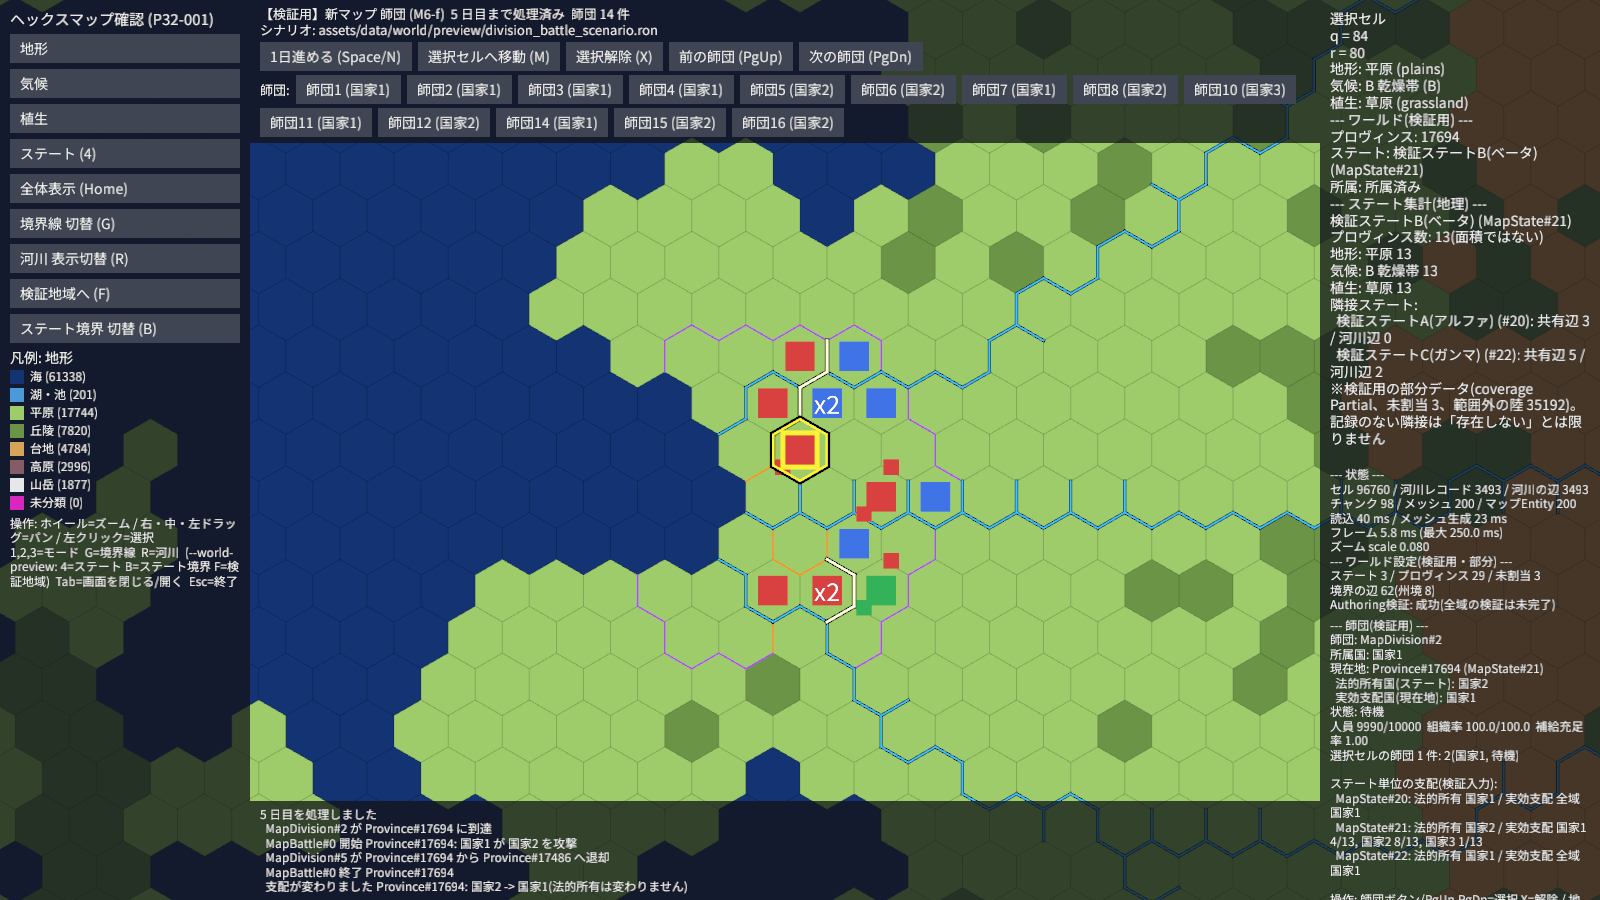 ヘックスマップ確認 (P32-001)
地形
気候
植生
ステート (4)
全体表示 (Home)
境界線 切替 (G)
河川 表示切替 (R)
検証地域へ (F)
ステート境界 切替 (B)
凡例: 地形
海 (61338)
湖・池 (201)
平原 (17744)
丘陵 (7820)
台地 (4784)
高原 (2996)
山岳 (1877)
未分類 (0)
操作: ホイール=ズーム / 右・中・左ドラッ
グ=パン / 左クリック=選択
1,2,3=モード G=境界線 R=河川 (--world-
preview: 4=ステート B=ステート境界 F=検
証地域) Tab=画面を閉じる/開く Esc=終了
【検証用】新マップ 師団 (M6-f) 5 日目まで処理済み 師団 14 件
シナリオ: assets/data/world/preview/division_battle_scenario.ron
1日進める (Space/N)
選択セルへ移動 (M)
選択解除 (X)
前の師団 (PgUp)
次の師団 (PgDn)
師団:
師団1 (国家1)
師団2 (国家1)
師団3 (国家1)
師団4 (国家1)
師団5 (国家2)
師団6 (国家2)
師団7 (国家1)
師団8 (国家2)
師団10 (国家3)
師団11 (国家1)
師団12 (国家2)
師団14 (国家1)
師団15 (国家2)
師団16 (国家2)
x2
x2
5 日目を処理しました
MapDivision#2 が Province#17694 に到達
MapBattle#0 開始 Province#17694: 国家1 が 国家2 を攻撃
MapDivision#5 が Province#17694 から Province#17486 へ退却
MapBattle#0 終了 Province#17694
支配が変わりました Province#17694: 国家2 -> 国家1(法的所有は変わりません)
選択セル
q = 84
r = 80
地形: 平原 (plains)
気候: B 乾燥帯 (B)
植生: 草原 (grassland)
--- ワールド(検証用) ---
プロヴィンス: 17694
ステート: 検証ステートB(ベータ)
(MapState#21)
所属: 所属済み
--- ステート集計(地理) ---
検証ステートB(ベータ) (MapState#21)
プロヴィンス数: 13(面積ではない)
地形: 平原 13
気候: B 乾燥帯 13
植生: 草原 13
隣接ステート:
検証ステートA(アルファ) (#20): 共有辺 3
/ 河川辺 0
検証ステートC(ガンマ) (#22): 共有辺 5 /
河川辺 2
※検証用の部分データ(coverage
Partial、未割当 3、範囲外の陸 35192)。
記録のない隣接は「存在しない」とは限
りません
--- 状態 ---
セル 96760 / 河川レコード 3493 / 河川の辺 3493
チャンク 98 / メッシュ 200 / マップEntity 200
読込 40 ms / メッシュ生成 23 ms
フレーム 5.8 ms (最大 250.0 ms)
ズーム scale 0.080
--- ワールド設定(検証用・部分) ---
ステート 3 / プロヴィンス 29 / 未割当 3
境界の辺 62(州境 8)
Authoring検証: 成功(全域の検証は未完了)
--- 師団(検証用) ---
師団: MapDivision#2
所属国: 国家1
現在地: Province#17694 (MapState#21)
法的所有国(ステート): 国家2
実効支配国(現在地): 国家1
状態: 待機
人員 9990/10000 組織率 100.0/100.0 補給充足
率 1.00
選択セルの師団 1 件: 2(国家1, 待機)
ステート単位の支配(検証入力):
MapState#20: 法的所有 国家1 / 実効支配 全域
国家1
MapState#21: 法的所有 国家2 / 実効支配 国家1
4/13, 国家2 8/13, 国家3 1/13
MapState#22: 法的所有 国家1 / 実効支配 全域
国家1
操作: 師団ボタン/PgUp PgDn=選択 X=解除 / 地